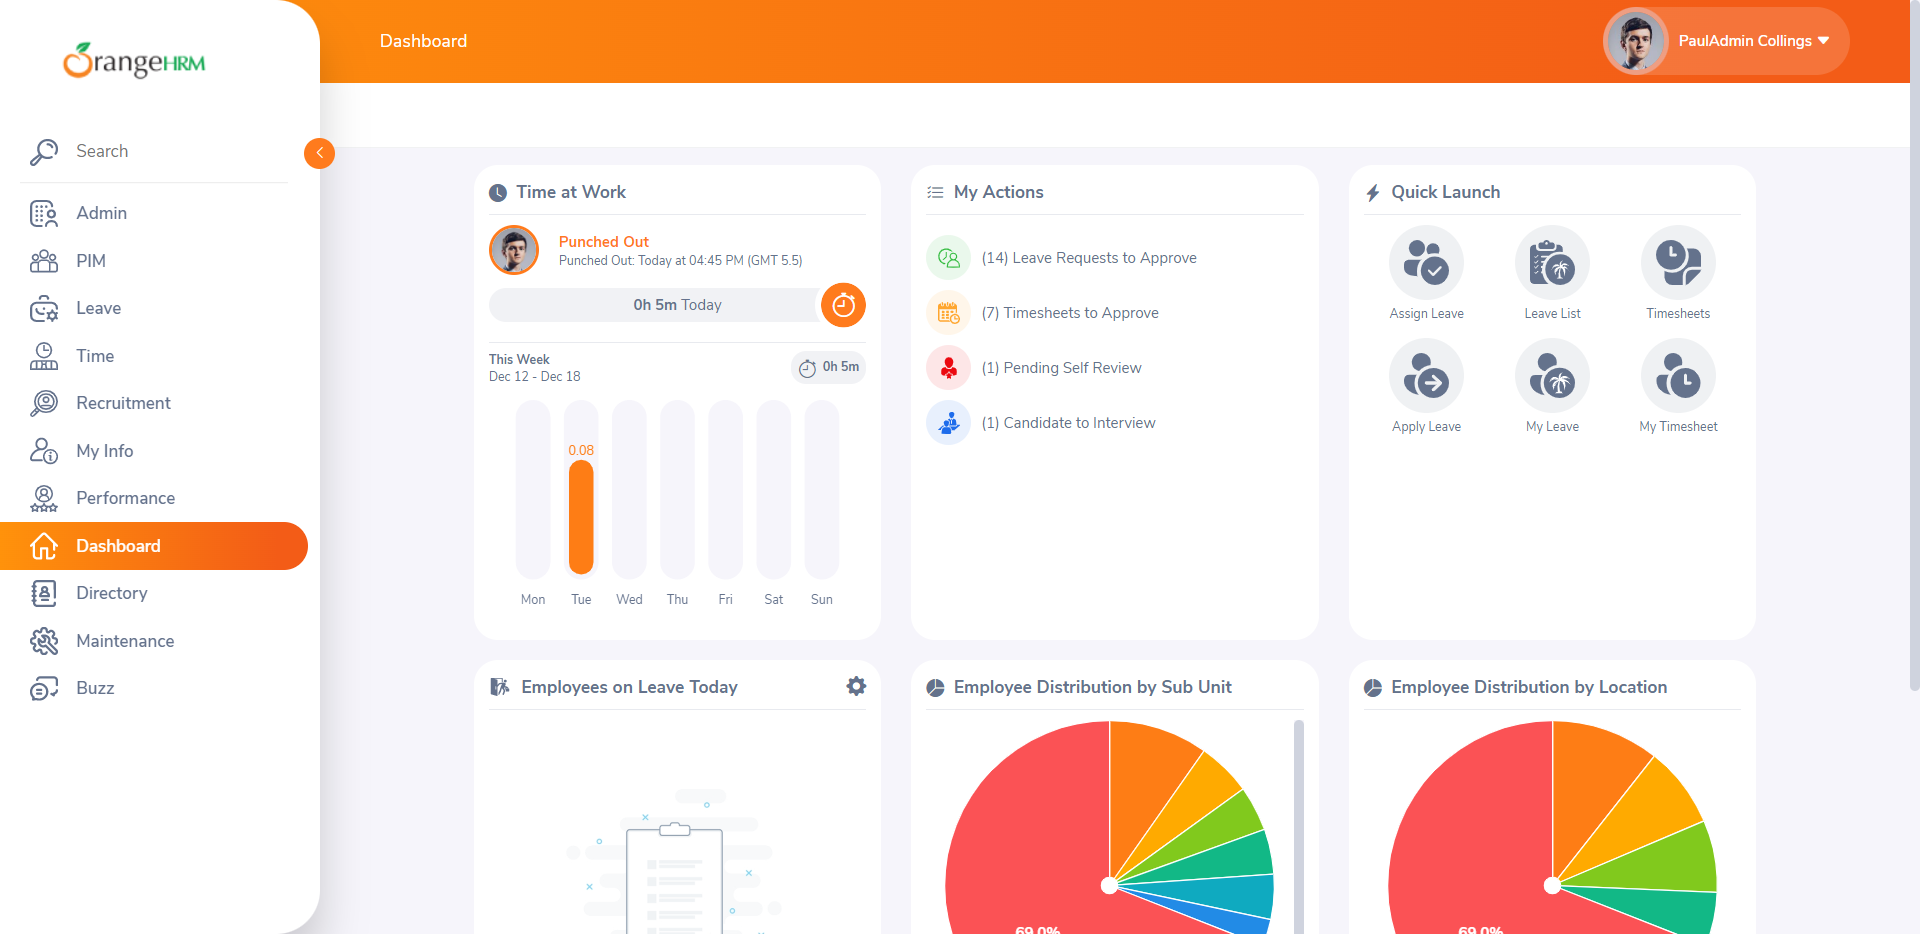 OrangeHRM
Dashboard
PaulAdmin Collings
Search
Admin
PIM
Leave
Time
Recruitment
My Info
Performance
Dashboard
Directory
Maintenance
Buzz
Time at Work
Punched Out
Punched Out: Today at 04:45 PM (GMT 5.5)
0h 5m Today
This Week
Dec 12 - Dec 18
0h 5m
0.08
Mon Tue Wed Thu Fri Sat Sun
My Actions
(14) Leave Requests to Approve
(7) Timesheets to Approve
(1) Pending Self Review
(1) Candidate to Interview
Quick Launch
Assign Leave Leave List Timesheets
Apply Leave My Leave My Timesheet
Employees on Leave Today
Employee Distribution by Sub Unit
69.0%
Employee Distribution by Location
69.0%